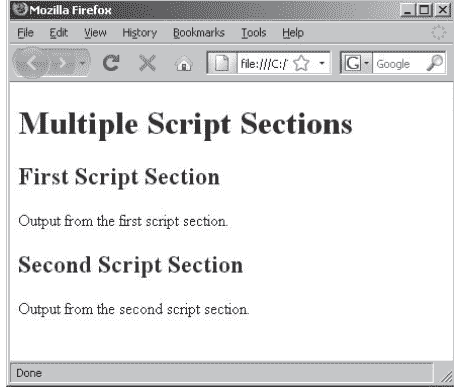 Mozilla Firefox
File Edit View History Bookmarks Tools Help
file:///C:/ G Google
Multiple Script Sections
First Script Section
Output from the first script section.
Second Script Section
Output from the second script section.
Done